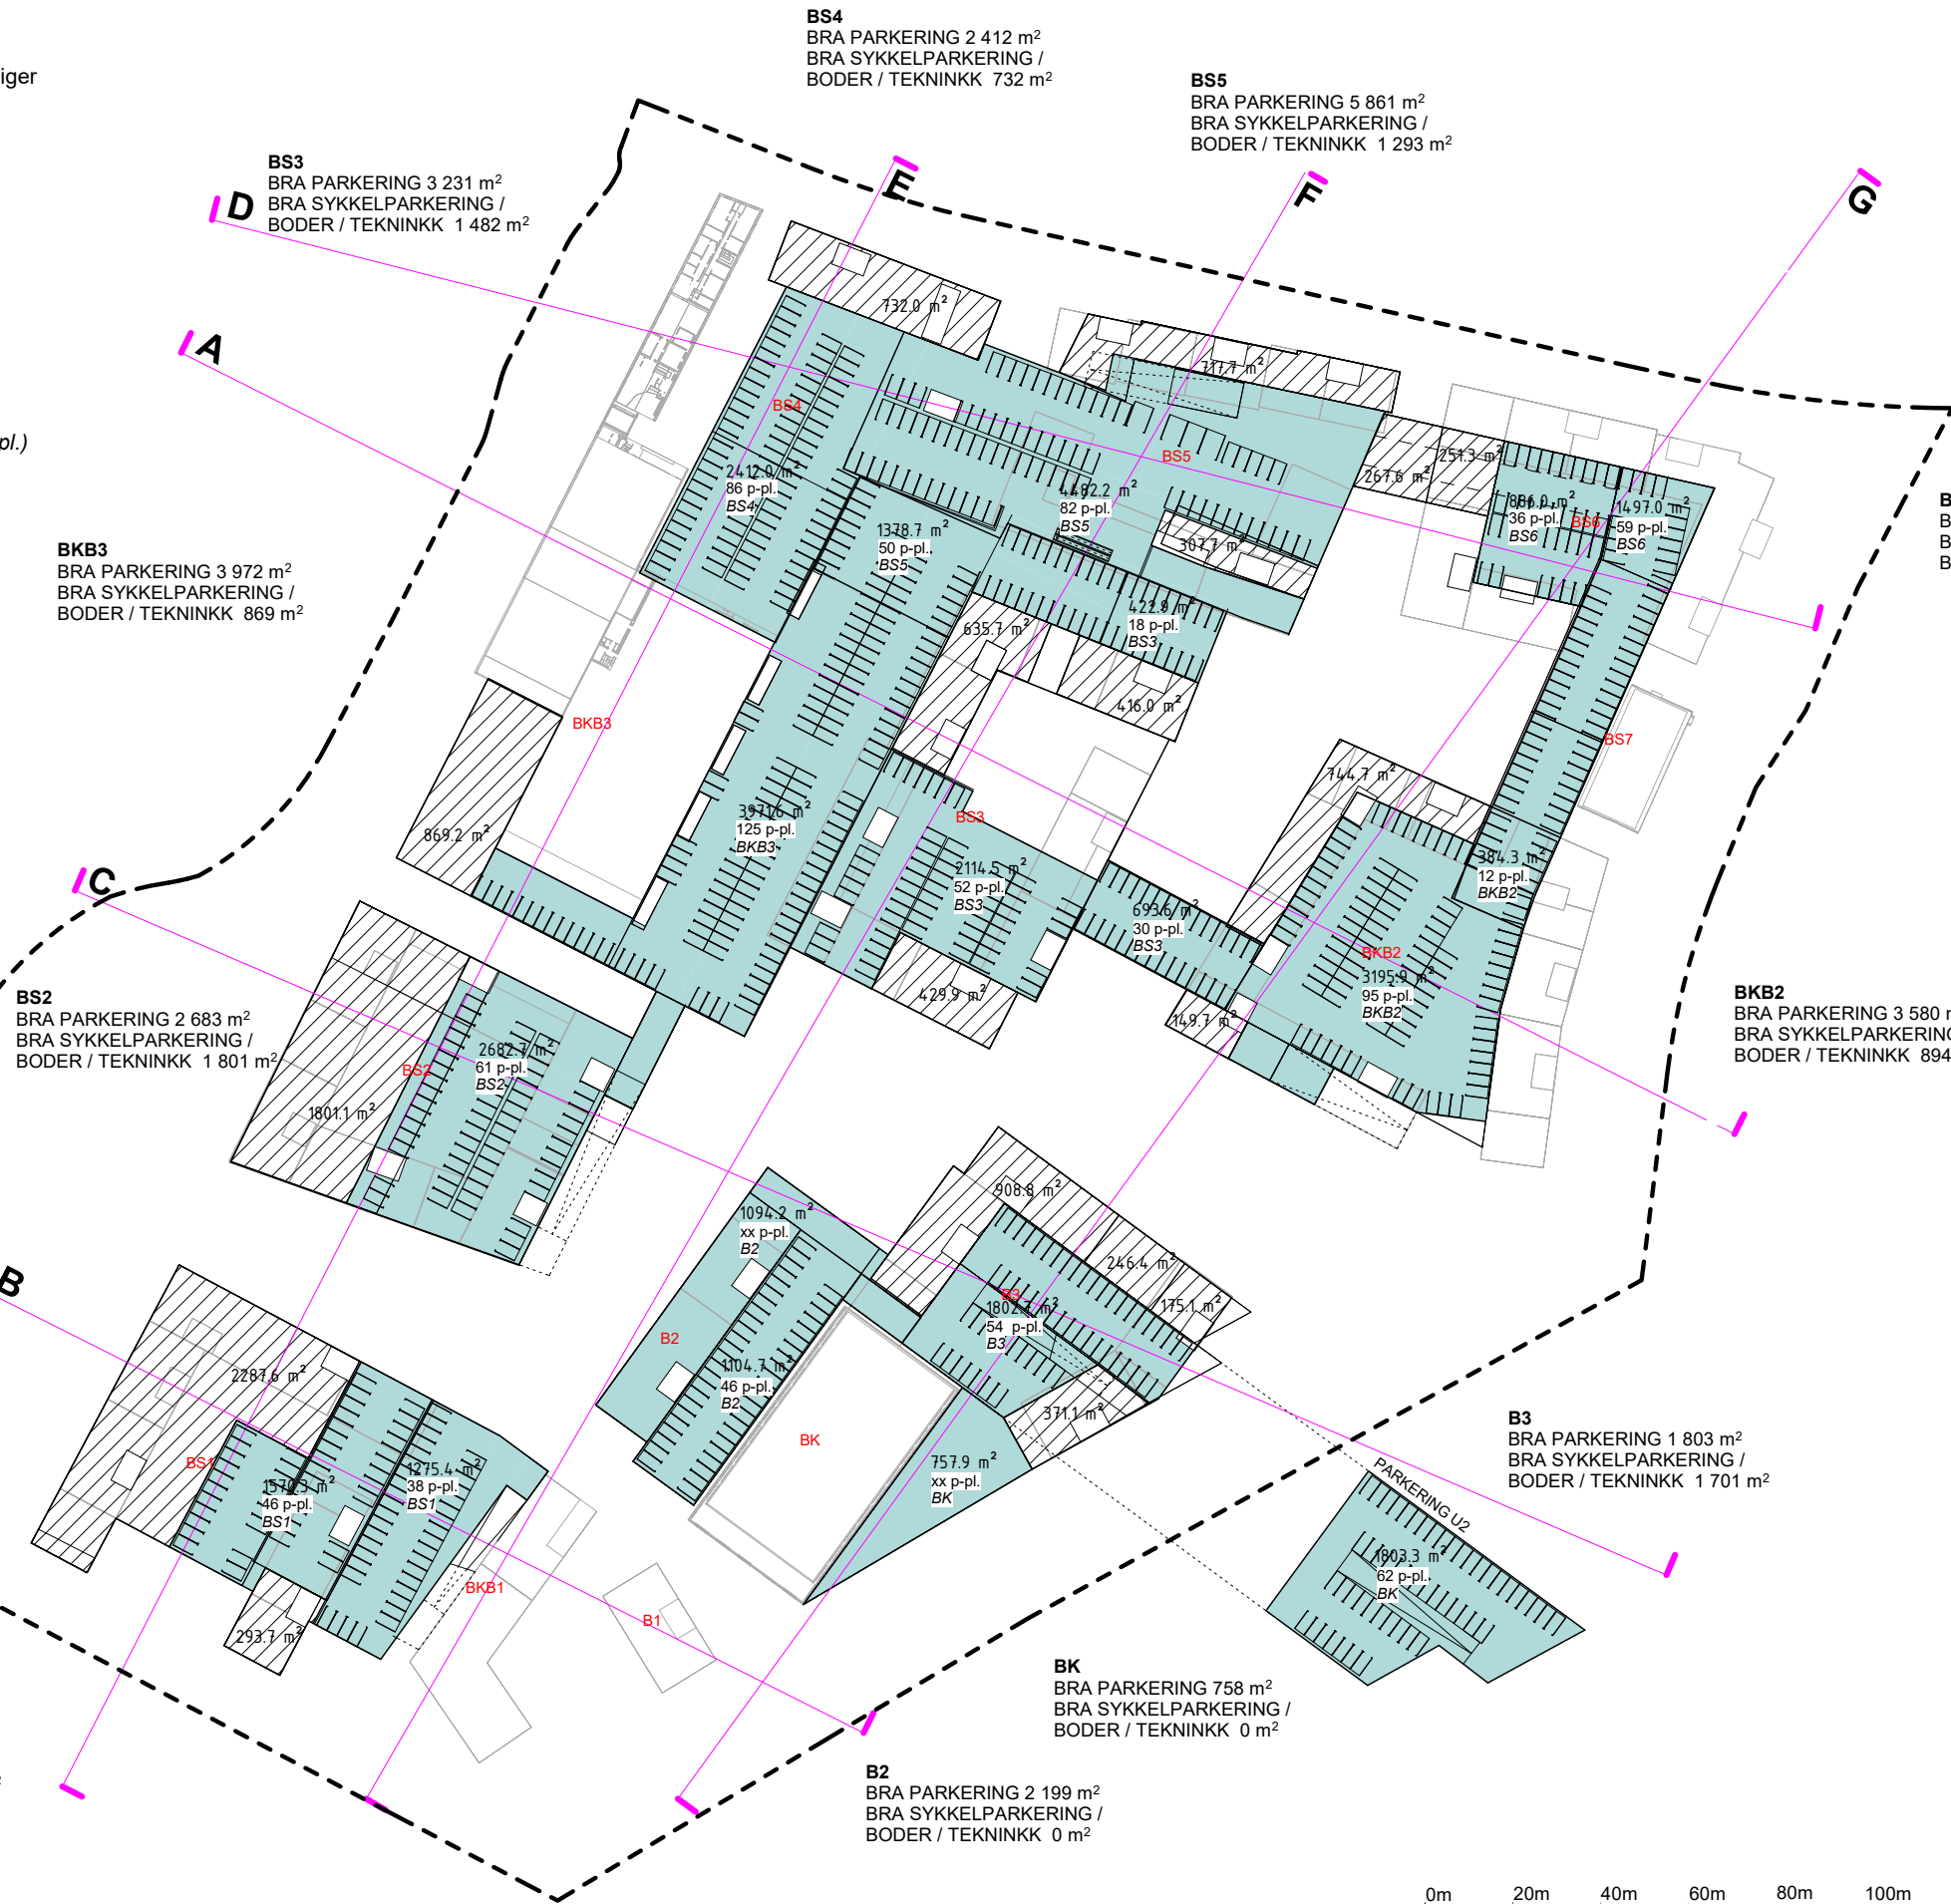 iger
pl.)
BS4
BRA PARKERING 2 412 m²
BRA SYKKELPARKERING /
BODER / TEKNINKK 732 m²
BS5
BRA PARKERING 5 861 m²
BRA SYKKELPARKERING /
BODER / TEKNINKK 1 293 m²
BS3
BRA PARKERING 3 231 m²
BRA SYKKELPARKERING /
BODER / TEKNINKK 1 482 m²
D
E
F
G
A
732.0 m²
717.7 m²
BS4
BS5
2412.0 m²
86 p-pl.
BS4
4482.2 m²
82 p-pl.
BS5
267.6 m²
251.3 m²
886.0 m²
36 p-pl.
BS6
BS6
1497.0 m²
59 p-pl.
BS6
1378.7 m²
50 p-pl.
BS5
307.7 m²
BKB3
BRA PARKERING 3 972 m²
BRA SYKKELPARKERING /
BODER / TEKNINKK 869 m²
B
B
B
B
422.9 m²
18 p-pl.
BS3
635.7 m²
416.0 m²
BKB3
BS7
744.7 m²
869.2 m²
3971.6 m²
125 p-pl.
BKB3
BS3
2114.5 m²
52 p-pl.
BS3
384.3 m²
12 p-pl.
BKB2
693.6 m²
30 p-pl.
BS3
BKB2
3195.9 m²
95 p-pl.
BKB2
C
429.9 m²
149.7 m²
BS2
BRA PARKERING 2 683 m²
BRA SYKKELPARKERING /
BODER / TEKNINKK 1 801 m²
BKB2
BRA PARKERING 3 580 m
BRA SYKKELPARKERING
BODER / TEKNINKK 894
BS2
2682.7 m²
61 p-pl.
BS2
1801.1 m²
B
1094.2 m²
xx p-pl.
B2
908.8 m²
246.4 m²
175.1 m²
B3
1802.7 m²
54 p-pl.
B3
B2
1104.7 m²
46 p-pl.
B2
2287.6 m²
371.1 m²
BK
757.9 m²
xx p-pl.
BK
BS1
1570.3 m²
46 p-pl.
BS1
1275.4 m²
38 p-pl.
BS1
B3
BRA PARKERING 1 803 m²
BRA SYKKELPARKERING /
BODER / TEKNINKK 1 701 m²
PARKERING U2
1803.3 m²
62 p-pl.
BK
BKB1
B1
293.7 m²
BK
BRA PARKERING 758 m²
BRA SYKKELPARKERING /
BODER / TEKNINKK 0 m²
B2
BRA PARKERING 2 199 m²
BRA SYKKELPARKERING /
BODER / TEKNINKK 0 m²
0m 20m 40m 60m 80m 100m